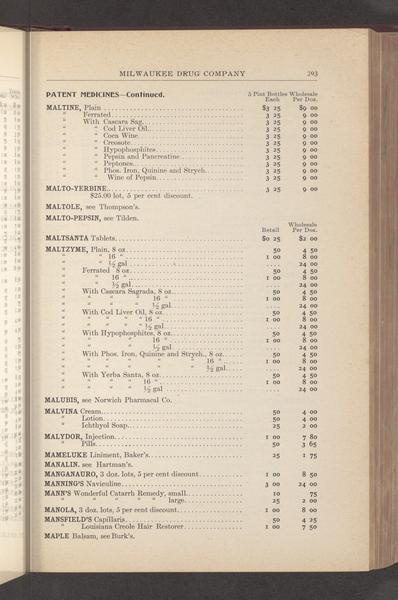 MILWAUKEE DRUG COMPANY 293
PATENT MEDICINES—Continued. 5 Pint Bottles Wholesale
Each Per Doz.
MALTINE, Plain $3 25 $9 00
" Ferrated 3 25 9 00
" With Cascara Sag. 3 25 9 00
" " Cod Liver Oil 3 25 9 00
" " Coca Wine 3 25 9 00
" " Creosote 3 25 9 00
" " Hypophosphites 3 25 9 00
" " Pepsin and Pancreatine 3 25 9 00
" " Peptones 3 25 9 00
" " Phos. Iron, Quinine and Strych. 3 25 9 00
" " Wine of Pepsin 3 25 9 00
MALTO-YERBINE 3 25 9 00
$25.00 lot, 5 per cent discount.
MALTOLE, see Thompson's.
MALTO-PEPSIN, see Tilden.
Wholesale
Retail Per Doz.
MALTSANTA Tablets $0 25 $2 00
MALTZYME, Plain, 8 oz 50 4 50
" " 16 " 1 00 8 00
" " ½ gal 24 00
" Ferrated 8 oz 50 4 50
" " 16 " 1 00 8 00
" " ½ gal 24 00
" With Cascara Sagrada, 8 oz 50 4 50
" " " " 16 " 1 00 8 00
" " " " ½ gal 24 00
" With Cod Liver Oil, 8 oz 50 4 50
" " " " " 16 " 1 00 8 00
" " " " " ½ gal 24 00
" With Hypophosphites, 8 oz 50 4 50
" " " 16 " 1 00 8 00
" " " ½ gal 24 00
" With Phos. Iron, Quinine and Strych., 8 oz. 50 4 50
" " " " " " " 16 " 1 00 8 00
" " " " " " " ½ gal 24 00
" With Yerba Santa, 8 oz 50 4 50
" " " " 16 " 1 00 8 00
" " " " ½ gal 24 00
MALUBIS, see Norwich Pharmacal Co.
MALVINA Cream 50 4 00
" Lotion 50 4 00
" Ichthyol Soap 25 2 00
MALYDOR, Injection 1 00 7 80
" Pills 50 3 65
MAMELUKE Liniment, Baker's 25 1 75
MANALIN. see Hartman's.
MANGANAURO, 3 doz. lots, 5 per cent discount 1 00 8 50
MANNING'S Naviculine 3 00 24 00
MANN'S Wonderful Catarrh Remedy, small 10 75
" " " " large 25 2 00
MANOLA, 3 doz. lots, 5 per cent discount 1 00 8 00
MANSFIELD'S Capillaris 50 4 25
" Louisiana Creole Hair Restorer 1 00 7 50
MAPLE Balsam, see Burk's.